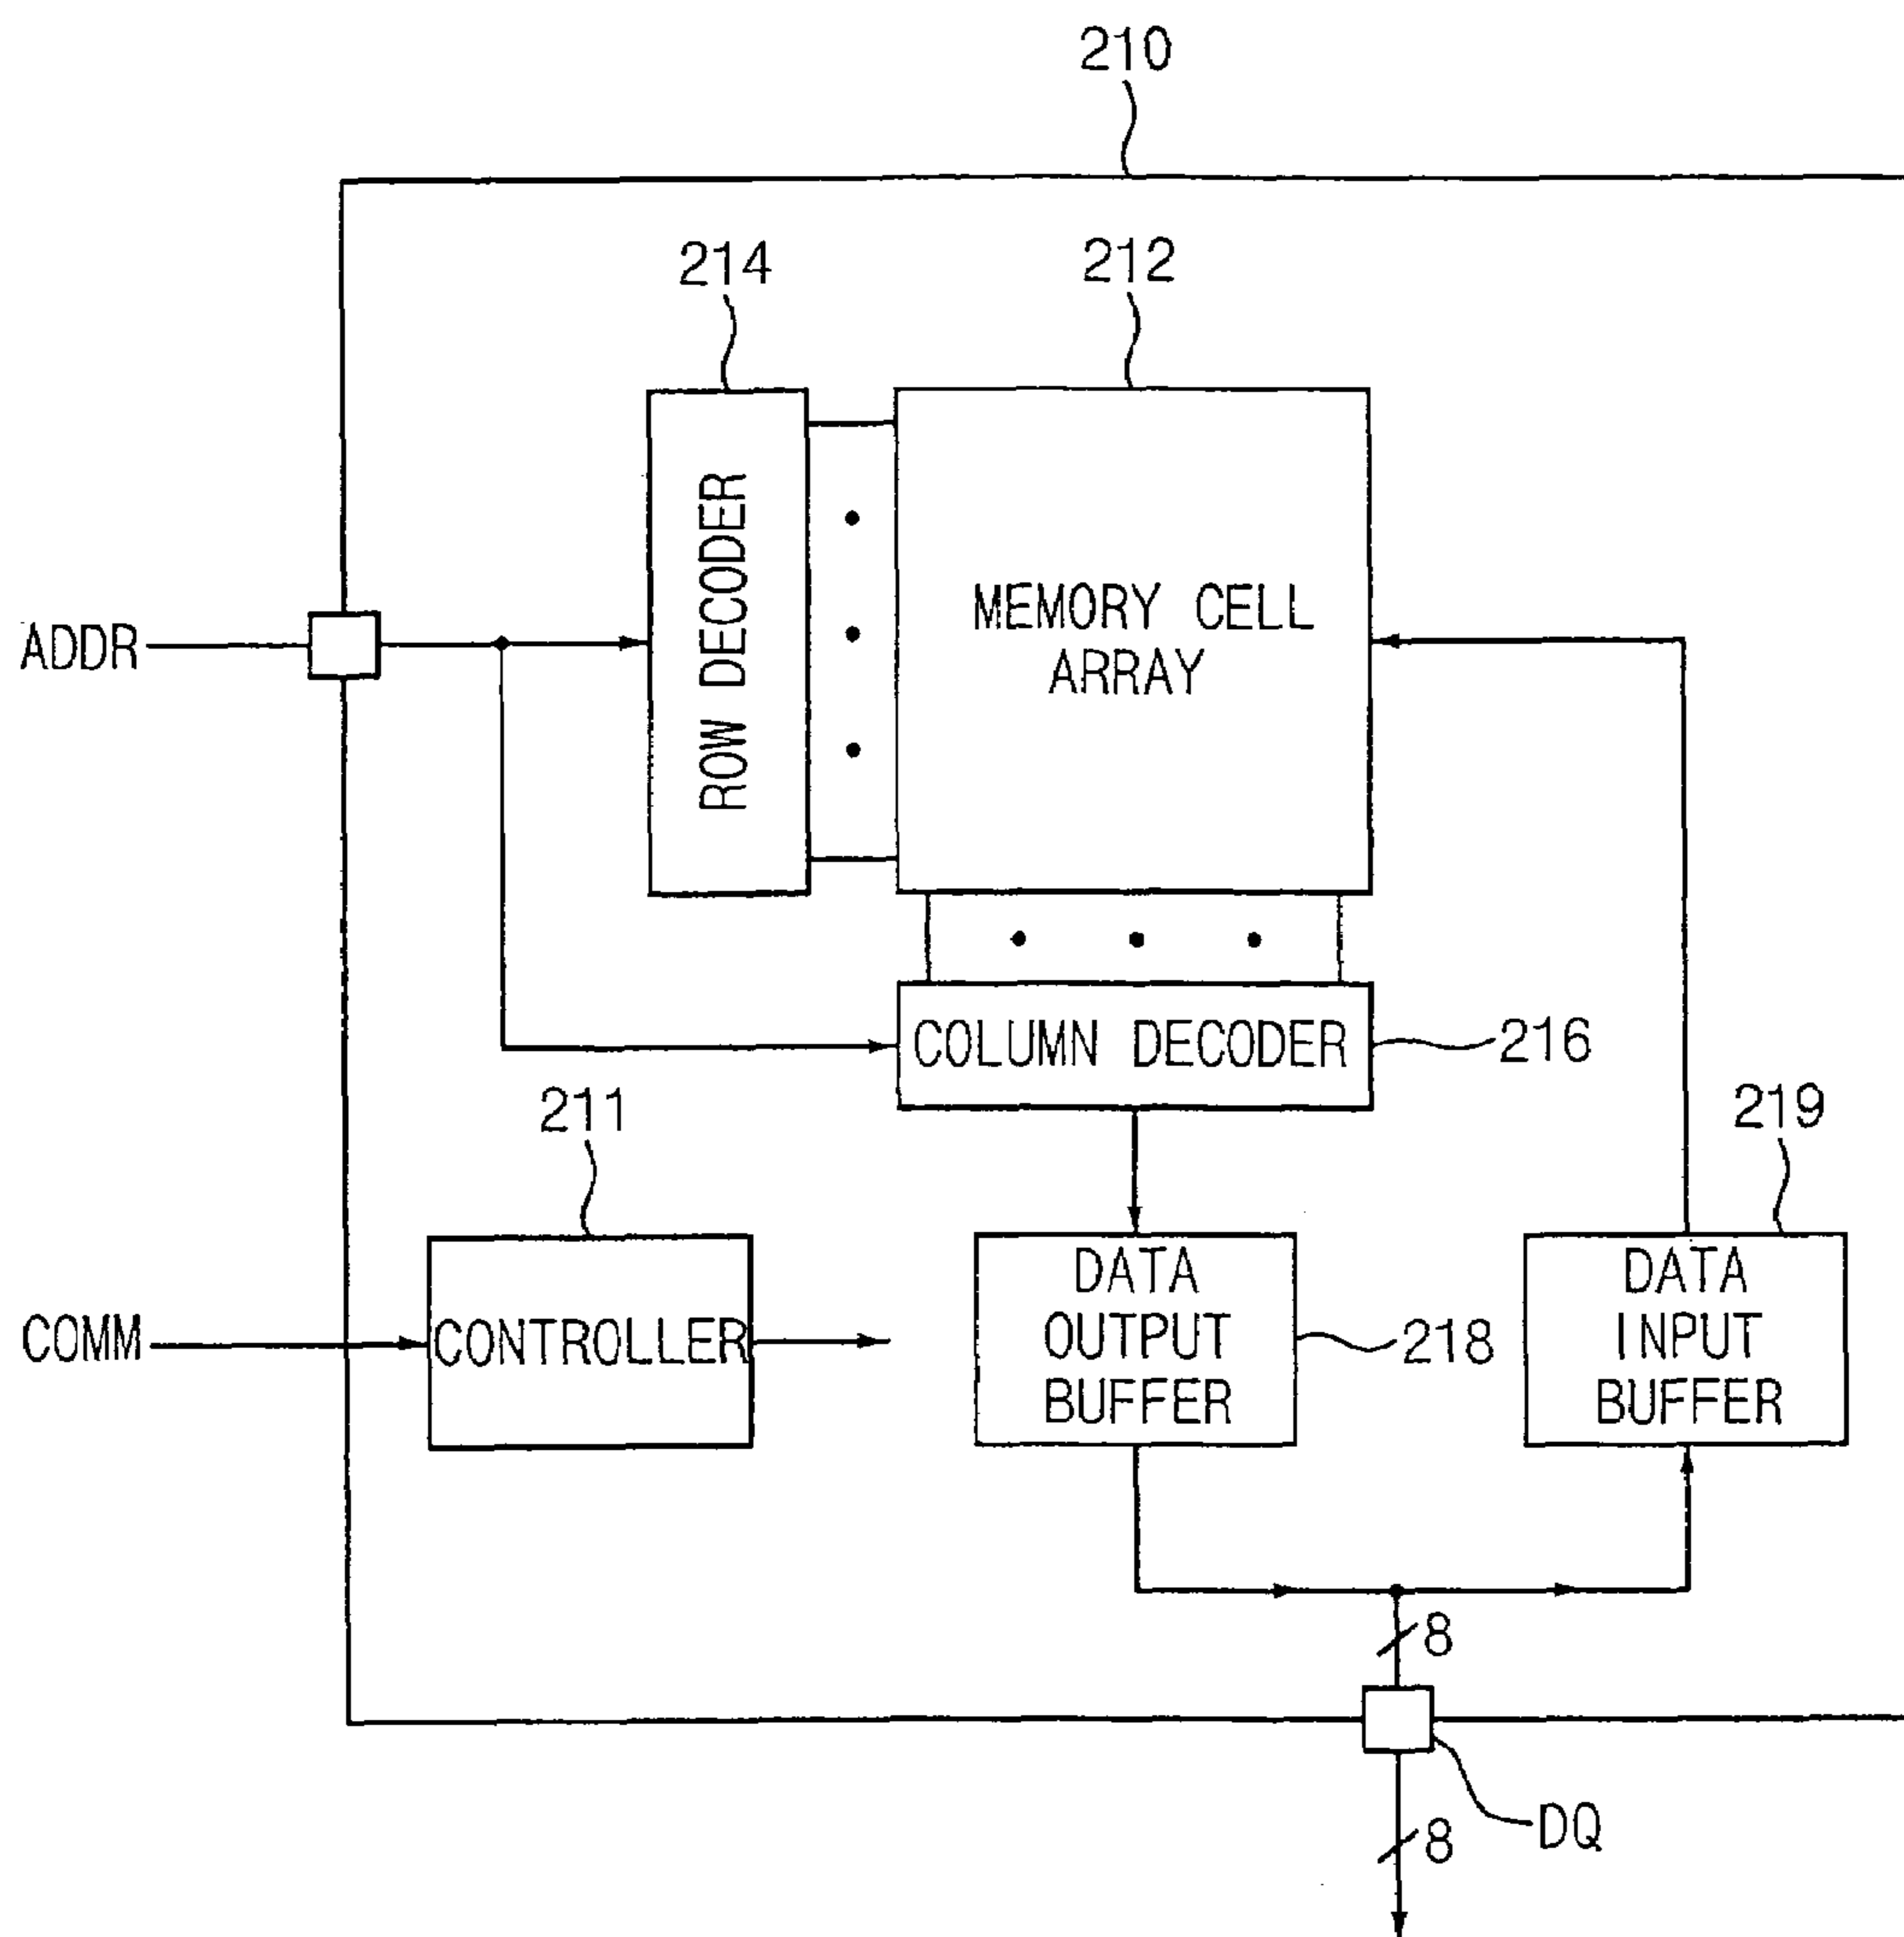 210
214
212
ROW DECODER
MEMORY CELL
ARRAY
ADDR
COLUMN DECODER
216
211
219
COMM
CONTROLLER
DATA
OUTPUT
BUFFER
218
DATA
INPUT
BUFFER
8
DQ
8